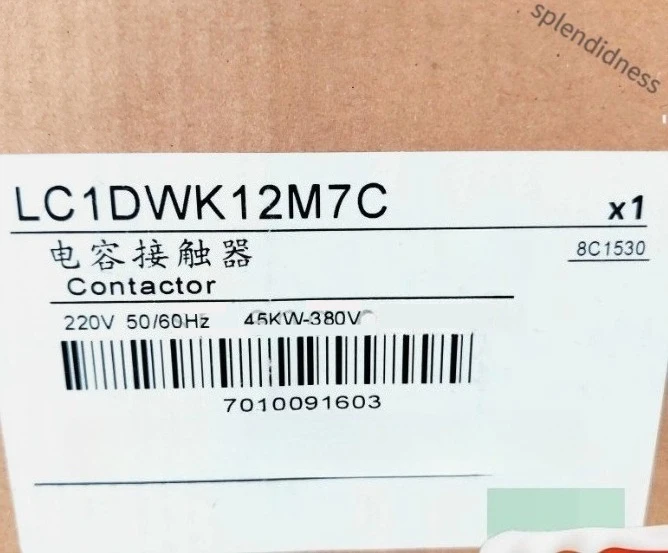 splendidness
LC1DWK12M7C x1
电容接触器 8C1530
Contactor
220V 50/60Hz 45KW-380V
7010091603